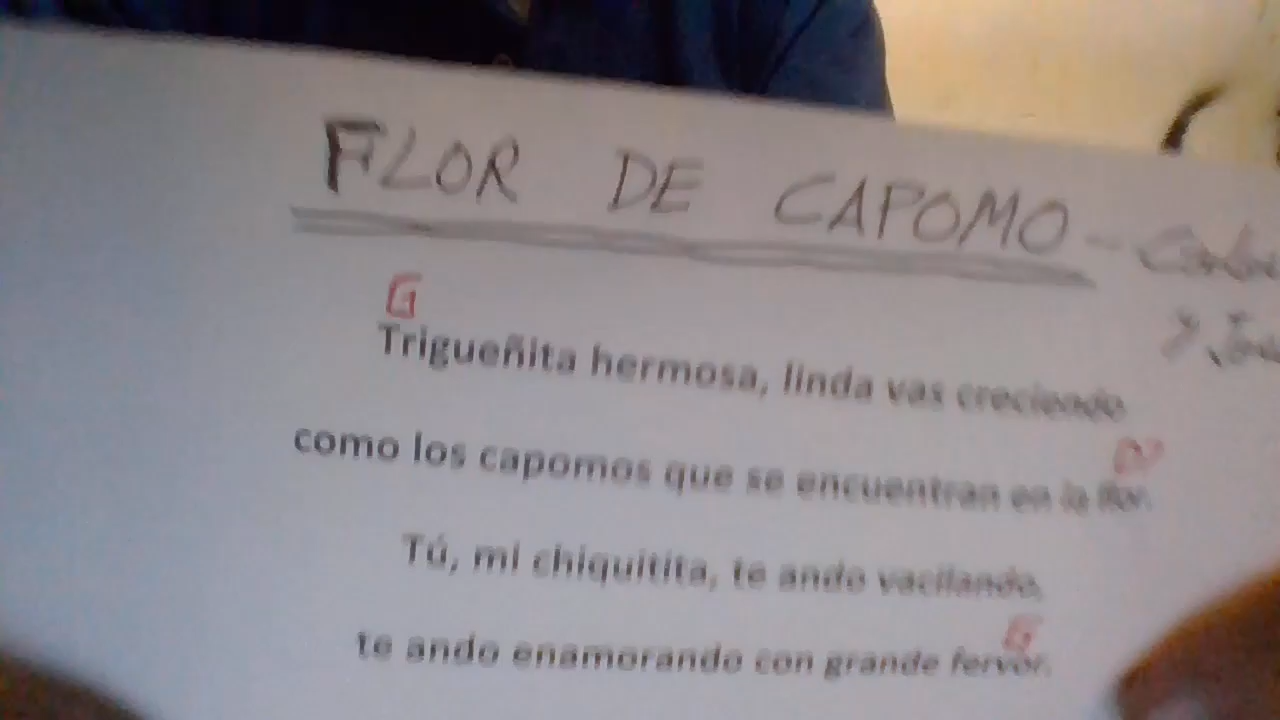 FLOR DE CAPOMO -
G
Trigueñita hermosa, linda vas creciendo
D7
como los capomos que se encuentran en la flor.
Tú, mi chiquitita, te ando vacilando,
G
te ando enamorando con grande fervor.